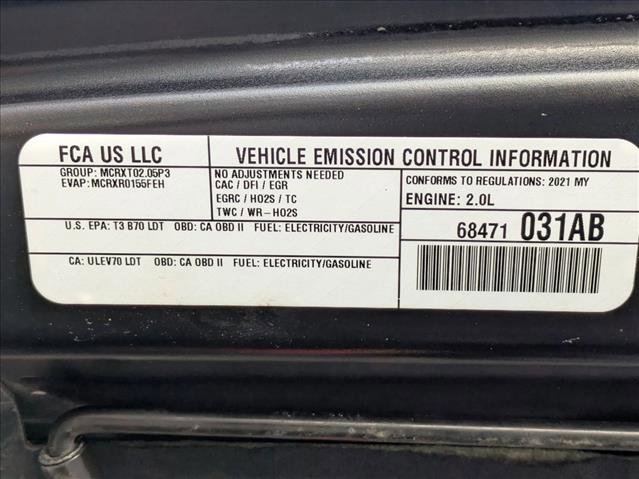 FCA US LLC
VEHICLE EMISSION CONTROL INFORMATION
GROUP: MCRXT02.05P3
EVAP: MCRXR0155FEH
NO ADJUSTMENTS NEEDED
CAC / DFI / EGR
EGRC / HO2S / TC
TWC / WR-HO2S
CONFORMS TO REGULATIONS: 2021 MY
ENGINE: 2.0L
U.S. EPA: T3 B70 LDT OBD: CA OBD II FUEL: ELECTRICITY/GASOLINE
68471 031AB
CA: ULEV70 LDT OBD: CA OBD II FUEL: ELECTRICITY/GASOLINE